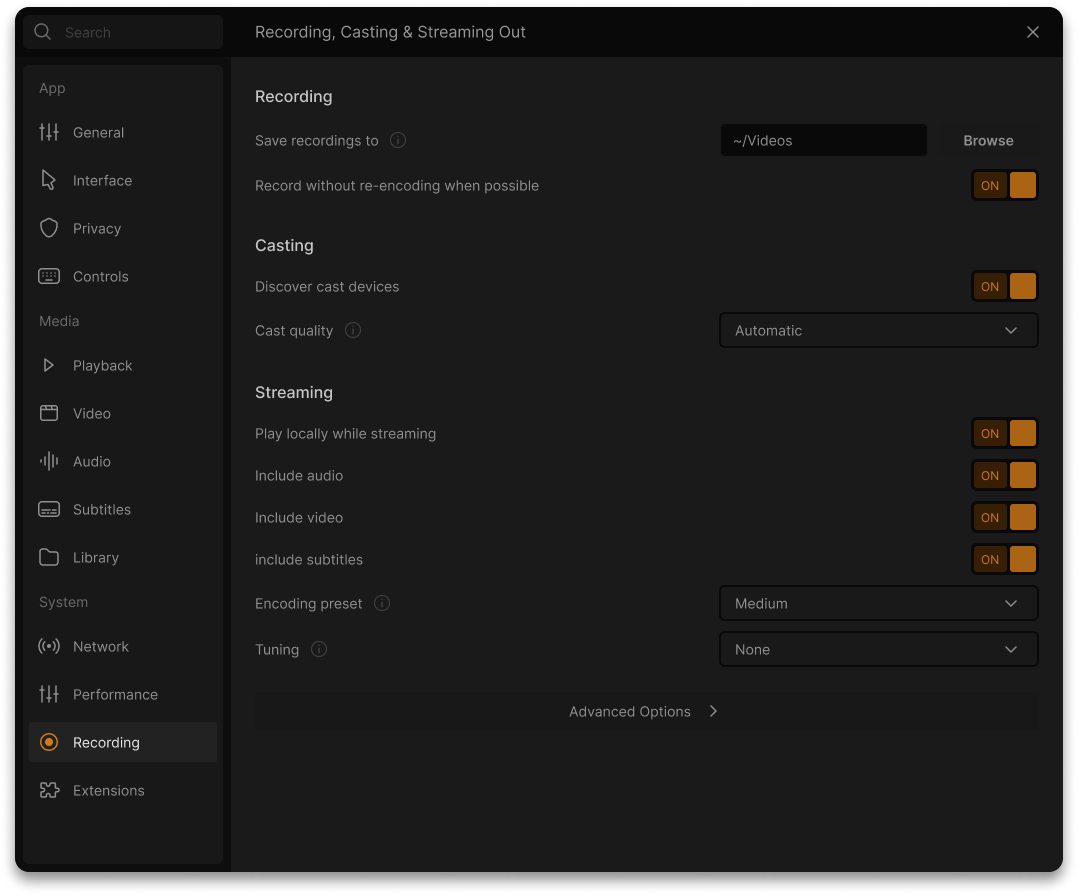 Search
Recording, Casting & Streaming Out
App
General
Interface
Privacy
Controls
Media
Playback
Video
Audio
Subtitles
Library
System
Network
Performance
Recording
Extensions
Recording
Save recordings to
~/Videos
Browse
Record without re-encoding when possible
ON
Casting
Discover cast devices
ON
Cast quality
Automatic
Streaming
Play locally while streaming
ON
Include audio
ON
Include video
ON
include subtitles
ON
Encoding preset
Medium
Tuning
None
Advanced Options